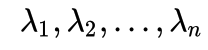 λ₁, λ₂, …, λₙ